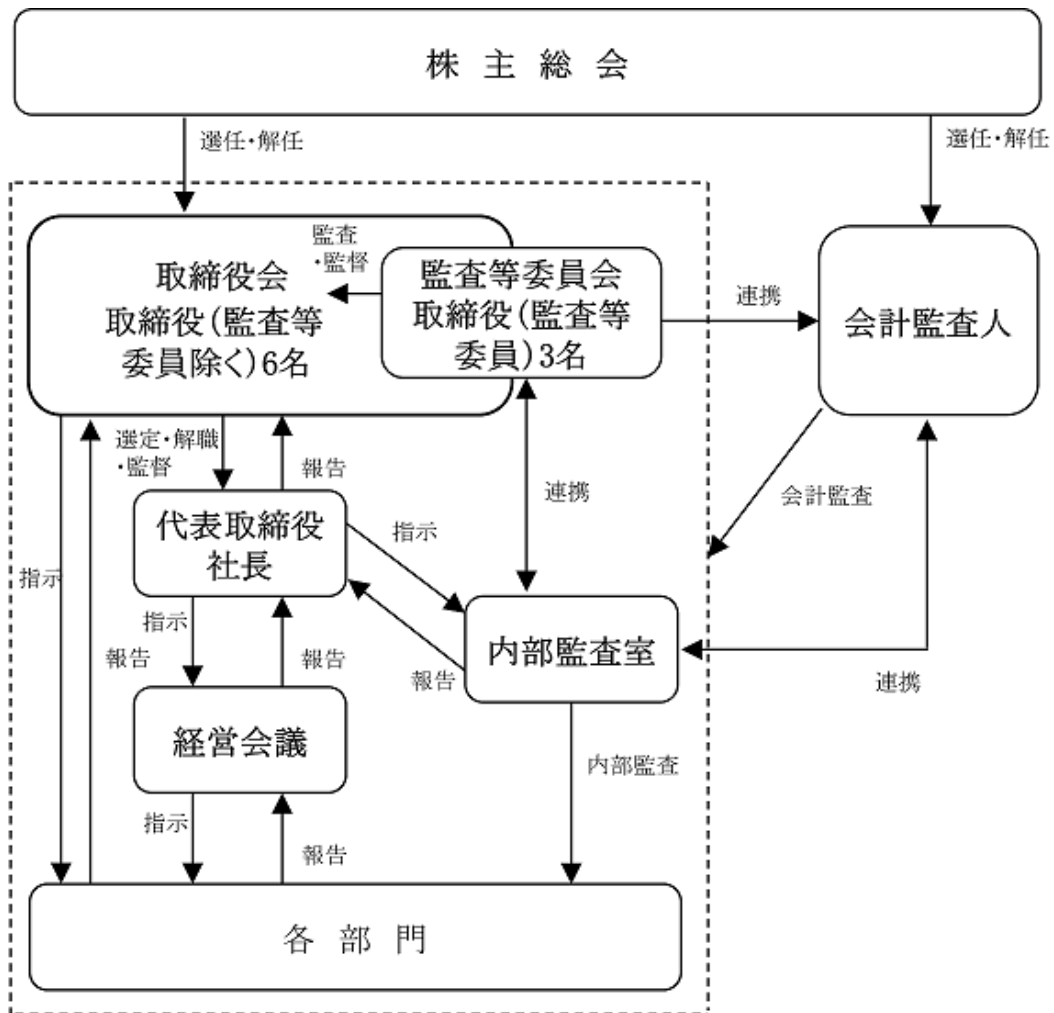 株主総会
選任・解任
選任・解任
監査
・監督
取締役会
取締役(監査等
委員除く)6名
監査等委員会
取締役(監査等
委員)3名
連携
会計監査人
選定・解職
・監督
報告
連携
会計監査
代表取締役
社長
指示
指示
指示
報告
報告
報告
内部監査室
連携
経営会議
内部監査
指示
報告
各部門